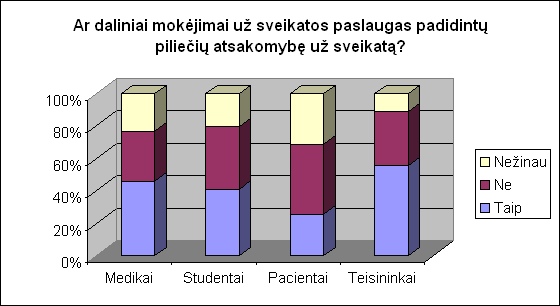 Ar daliniai mokėjimai už sveikatos paslaugas padidintų
piliečių atsakomybę už sveikatą?
100%
80%
60%
40%
20%
0%
Medikai
Studentai
Pacientai
Teisininkai
Nežinau
Ne
Taip